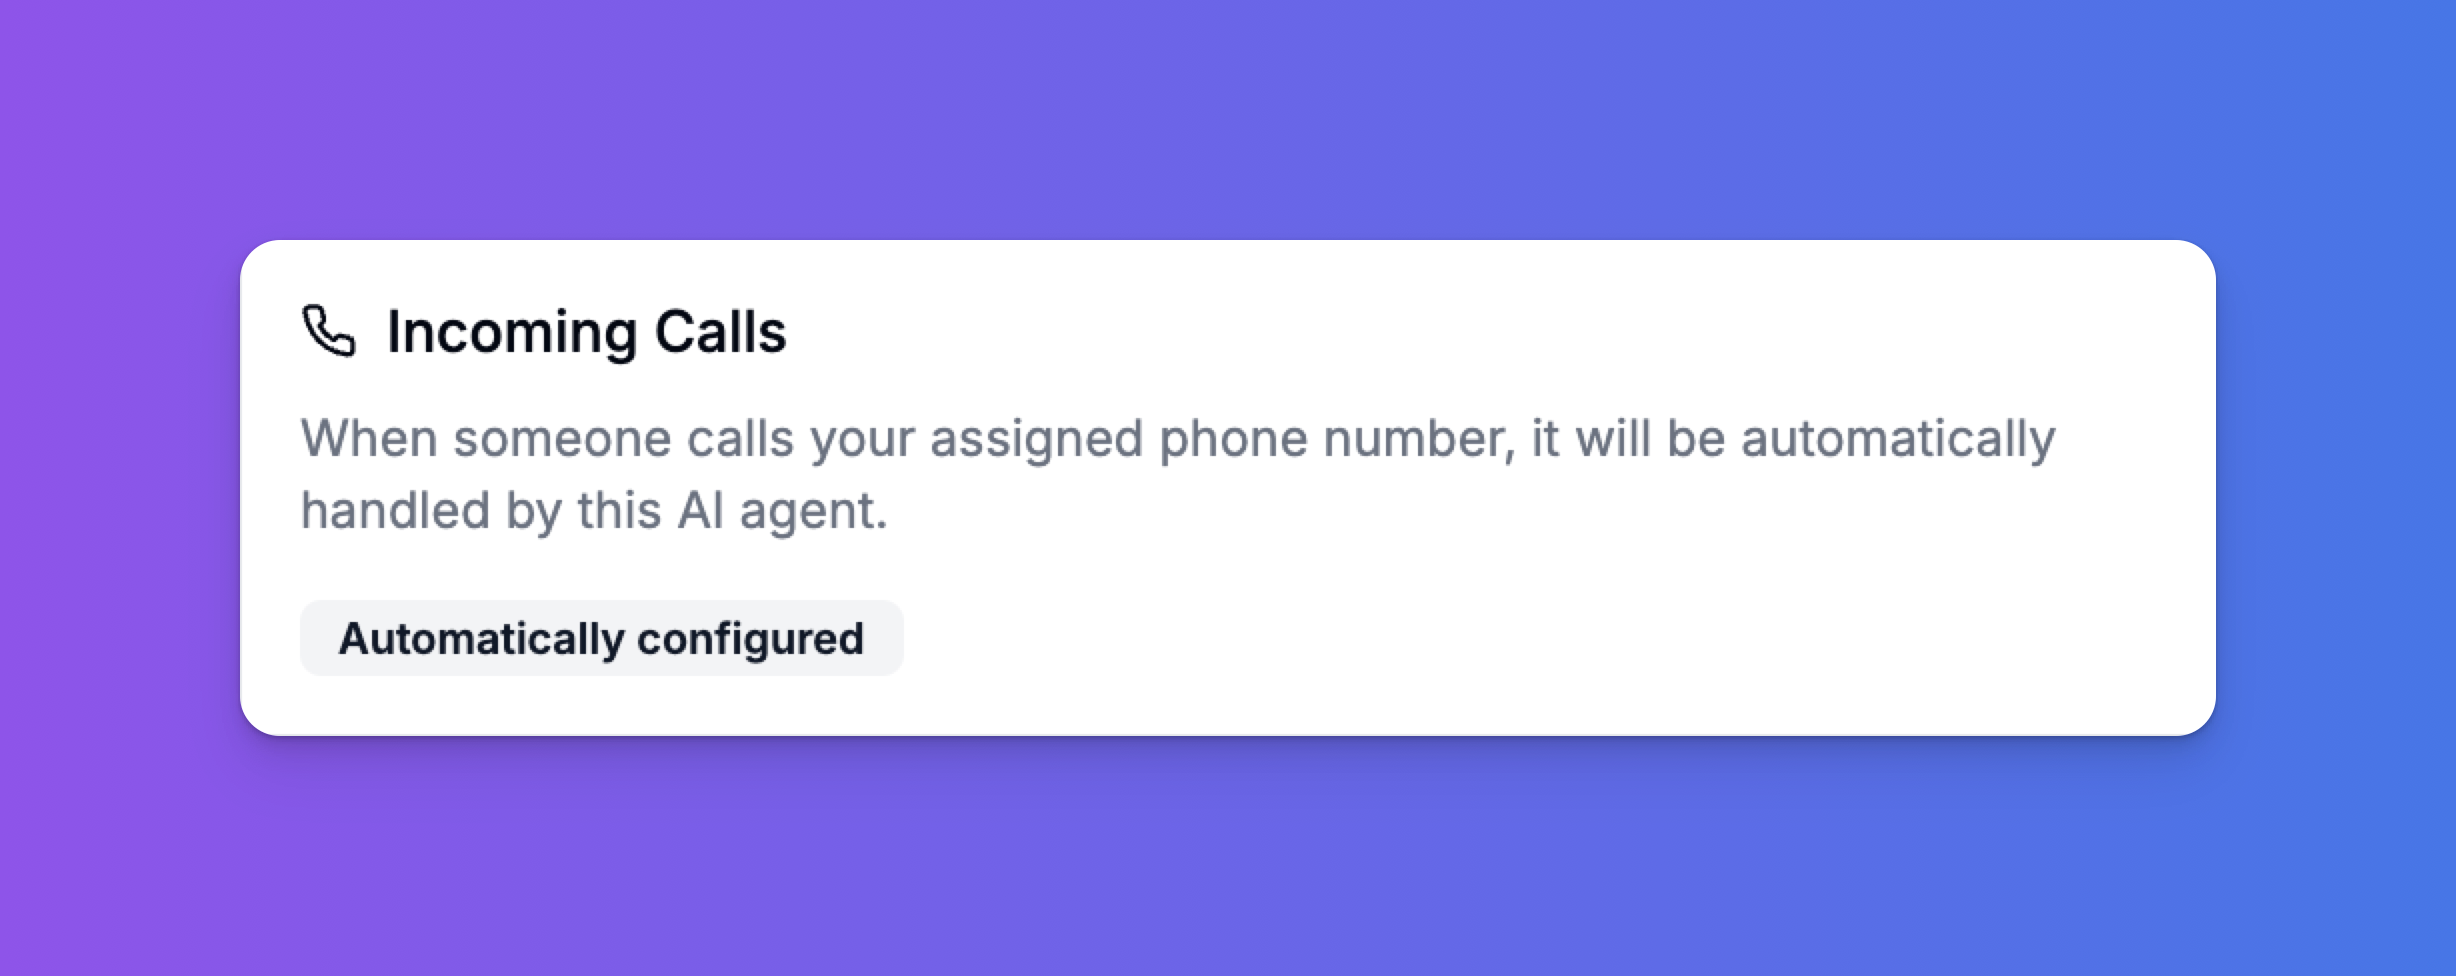 Incoming Calls
When someone calls your assigned phone number, it will be automatically
handled by this AI agent.
Automatically configured